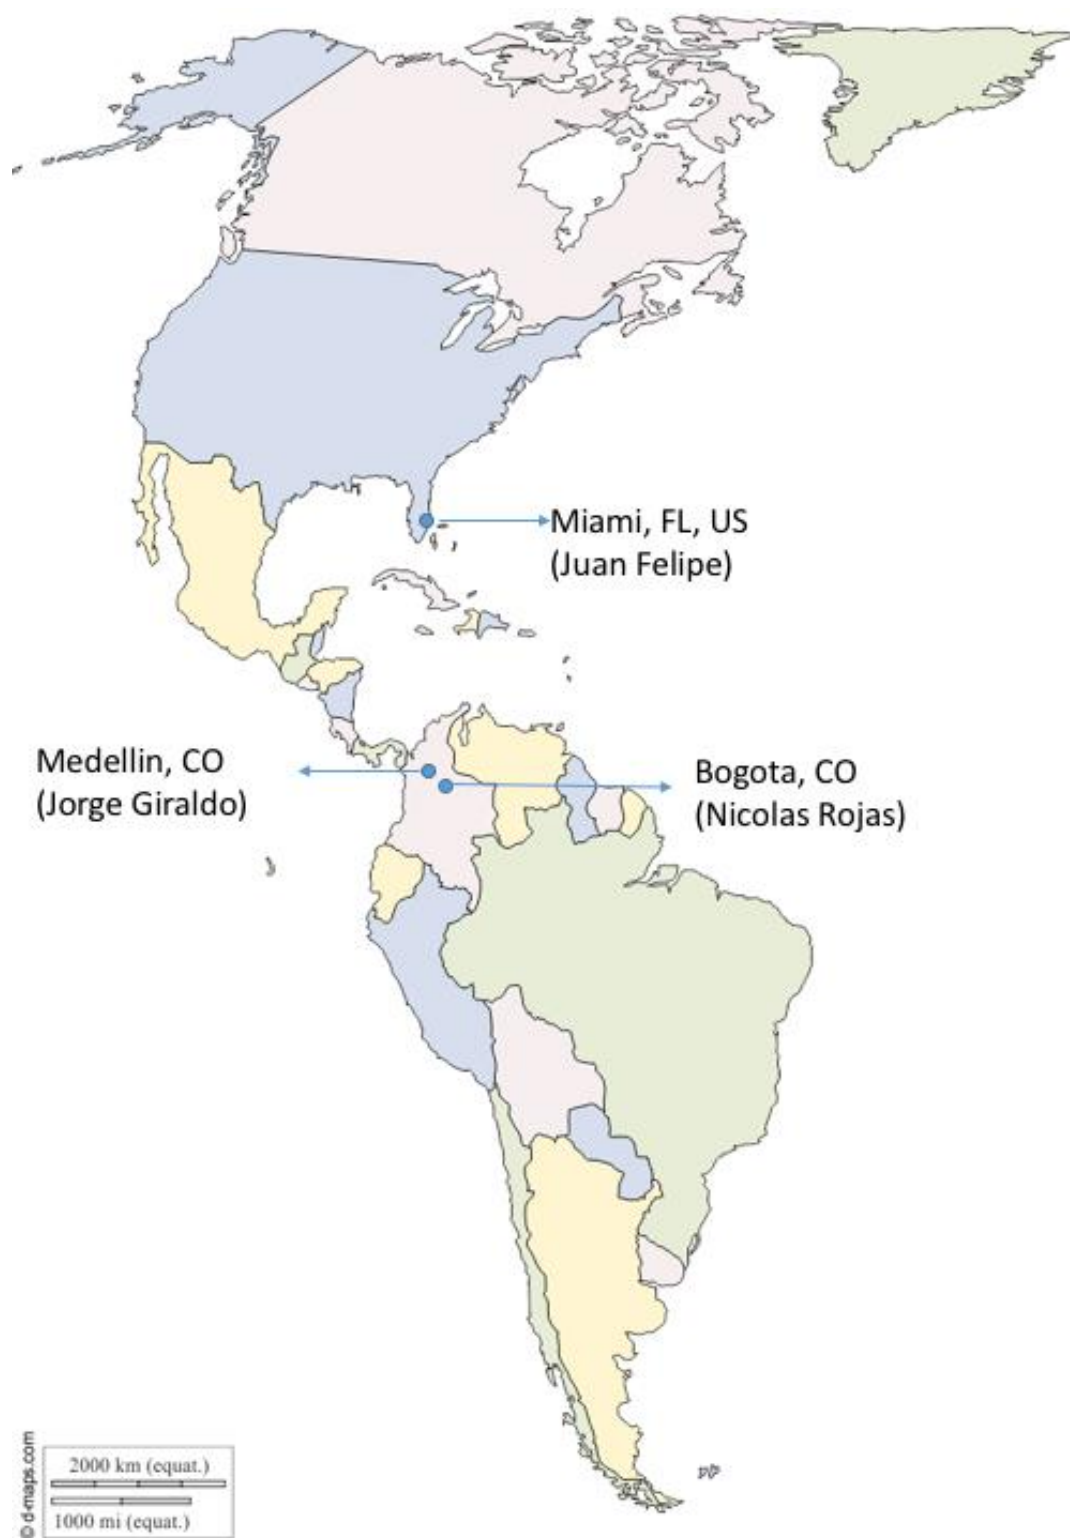 Miami, FL, US
(Juan Felipe)
Medellin, CO
(Jorge Giraldo)
Bogota, CO
(Nicolas Rojas)
2000 km (equat.)
1000 mi (equat.)
© d-maps.com